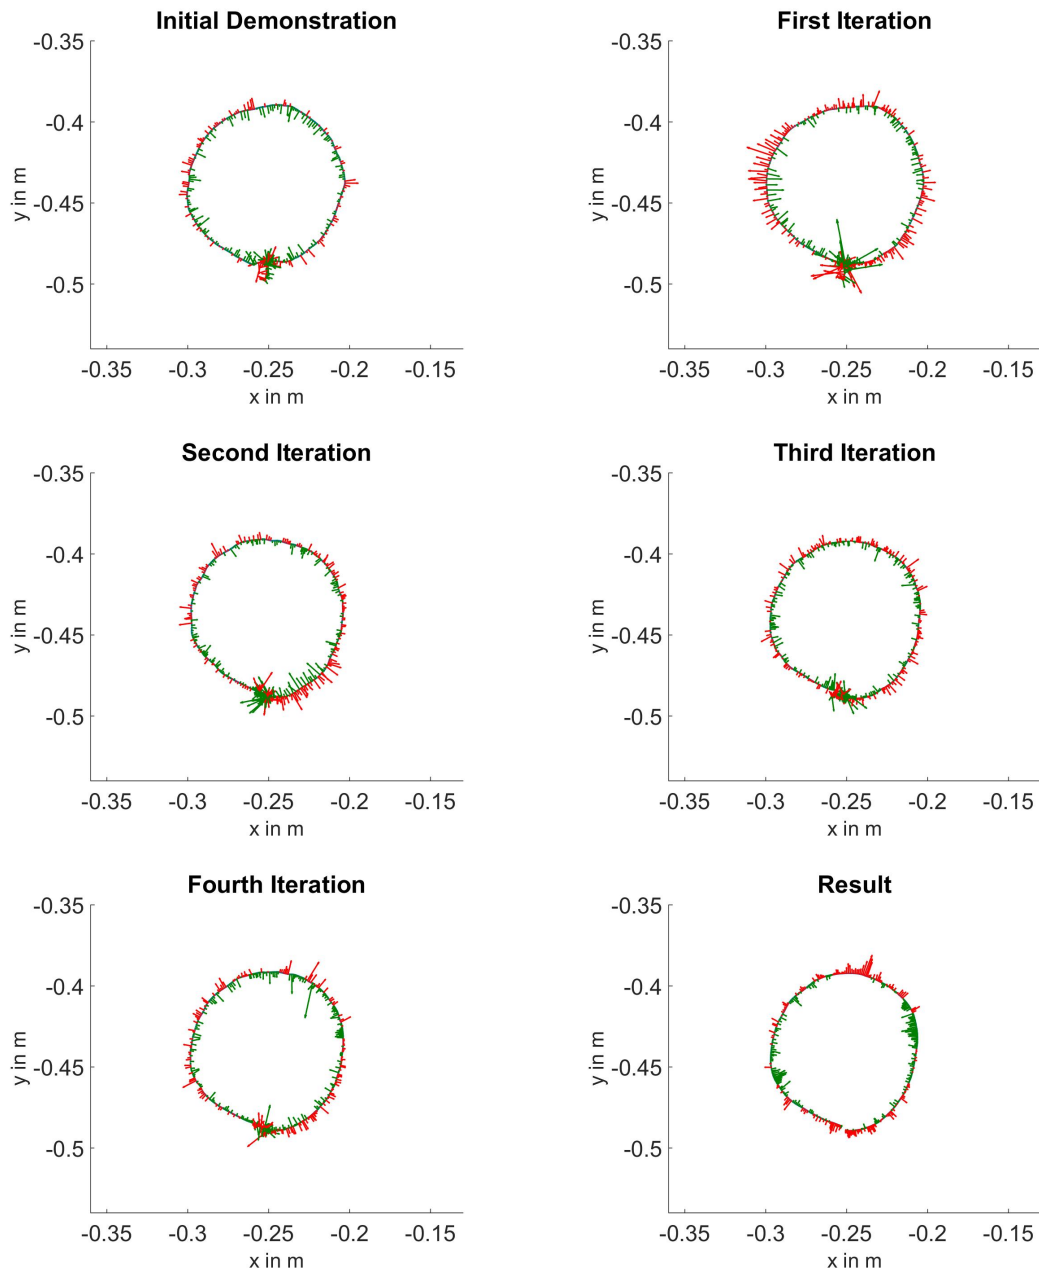 Initial Demonstration
-0.35
-0.4
-0.45
-0.5
y in m
-0.35 -0.3 -0.25 -0.2 -0.15
x in m
First Iteration
-0.35
-0.4
-0.45
-0.5
y in m
-0.35 -0.3 -0.25 -0.2 -0.15
x in m
Second Iteration
-0.35
-0.4
-0.45
-0.5
y in m
-0.35 -0.3 -0.25 -0.2 -0.15
x in m
Third Iteration
-0.35
-0.4
-0.45
-0.5
y in m
-0.35 -0.3 -0.25 -0.2 -0.15
x in m
Fourth Iteration
-0.35
-0.4
-0.45
-0.5
y in m
-0.35 -0.3 -0.25 -0.2 -0.15
x in m
Result
-0.35
-0.4
-0.45
-0.5
y in m
-0.35 -0.3 -0.25 -0.2 -0.15
x in m